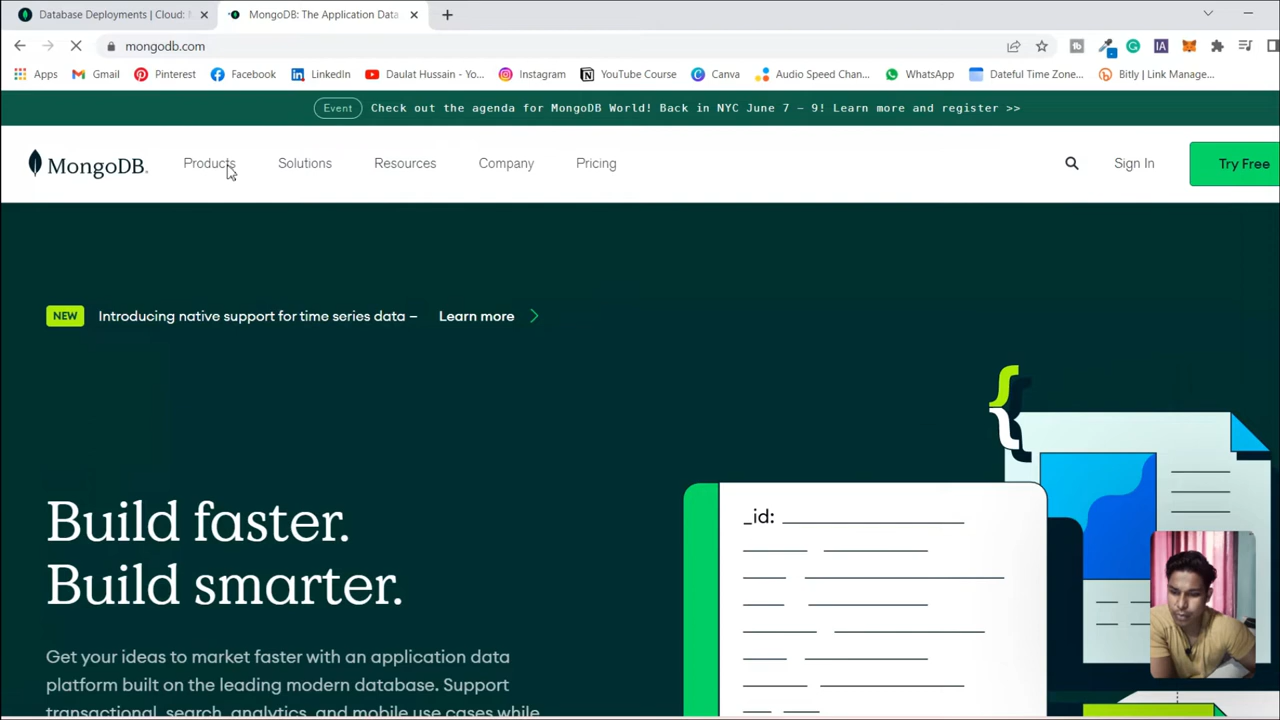 Database Deployments | Cloud: M
MongoDB: The Application Data
mongodb.com
Apps
Gmail
Pinterest
Facebook
LinkedIn
Daulat Hussain - Yo...
Instagram
YouTube Course
Canva
Audio Speed Chan...
WhatsApp
Dateful Time Zone...
Bitly | Link Manage...
Event
Check out the agenda for MongoDB World! Back in NYC June 7 – 9! Learn more and register >>
MongoDB.
Products
Solutions
Resources
Company
Pricing
Sign In
Try Free
NEW
Introducing native support for time series data –
Learn more
_id:
Build faster.
Build smarter.
Get your ideas to market faster with an application data
platform built on the leading modern database. Support
transactional, search, analytics, and mobile use cases while